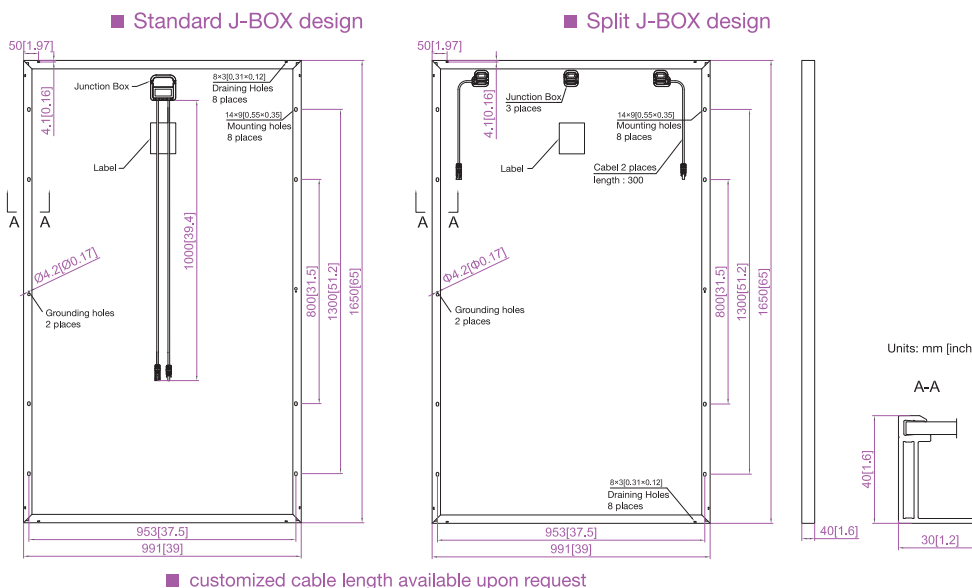 ■ Standard J-BOX design
50[1.97]
4.1[0.16]
Junction Box
8×3[0.31×0.12]
Draining Holes
8 places
14×9[0.55×0.35]
Mounting holes
8 places
Label
A A
1000[39.4]
Ø4.2[Ø0.17]
Grounding holes
2 places
800[31.5]
1300[51.2]
1650[65]
953[37.5]
991[39]
■ Split J-BOX design
50[1.97]
4.1[0.16]
Junction Box
3 places
14×9[0.55×0.35]
Mounting holes
8 places
Label
Cabel 2 places
length : 300
A A
Φ4.2[Φ0.17]
Grounding holes
2 places
800[31.5]
1300[51.2]
1650[65]
8×3[0.31×0.12]
Draining Holes
8 places
953[37.5]
991[39]
40[1.6]
Units: mm [inch
A-A
40[1.6]
30[1.2]
■ customized cable length available upon request